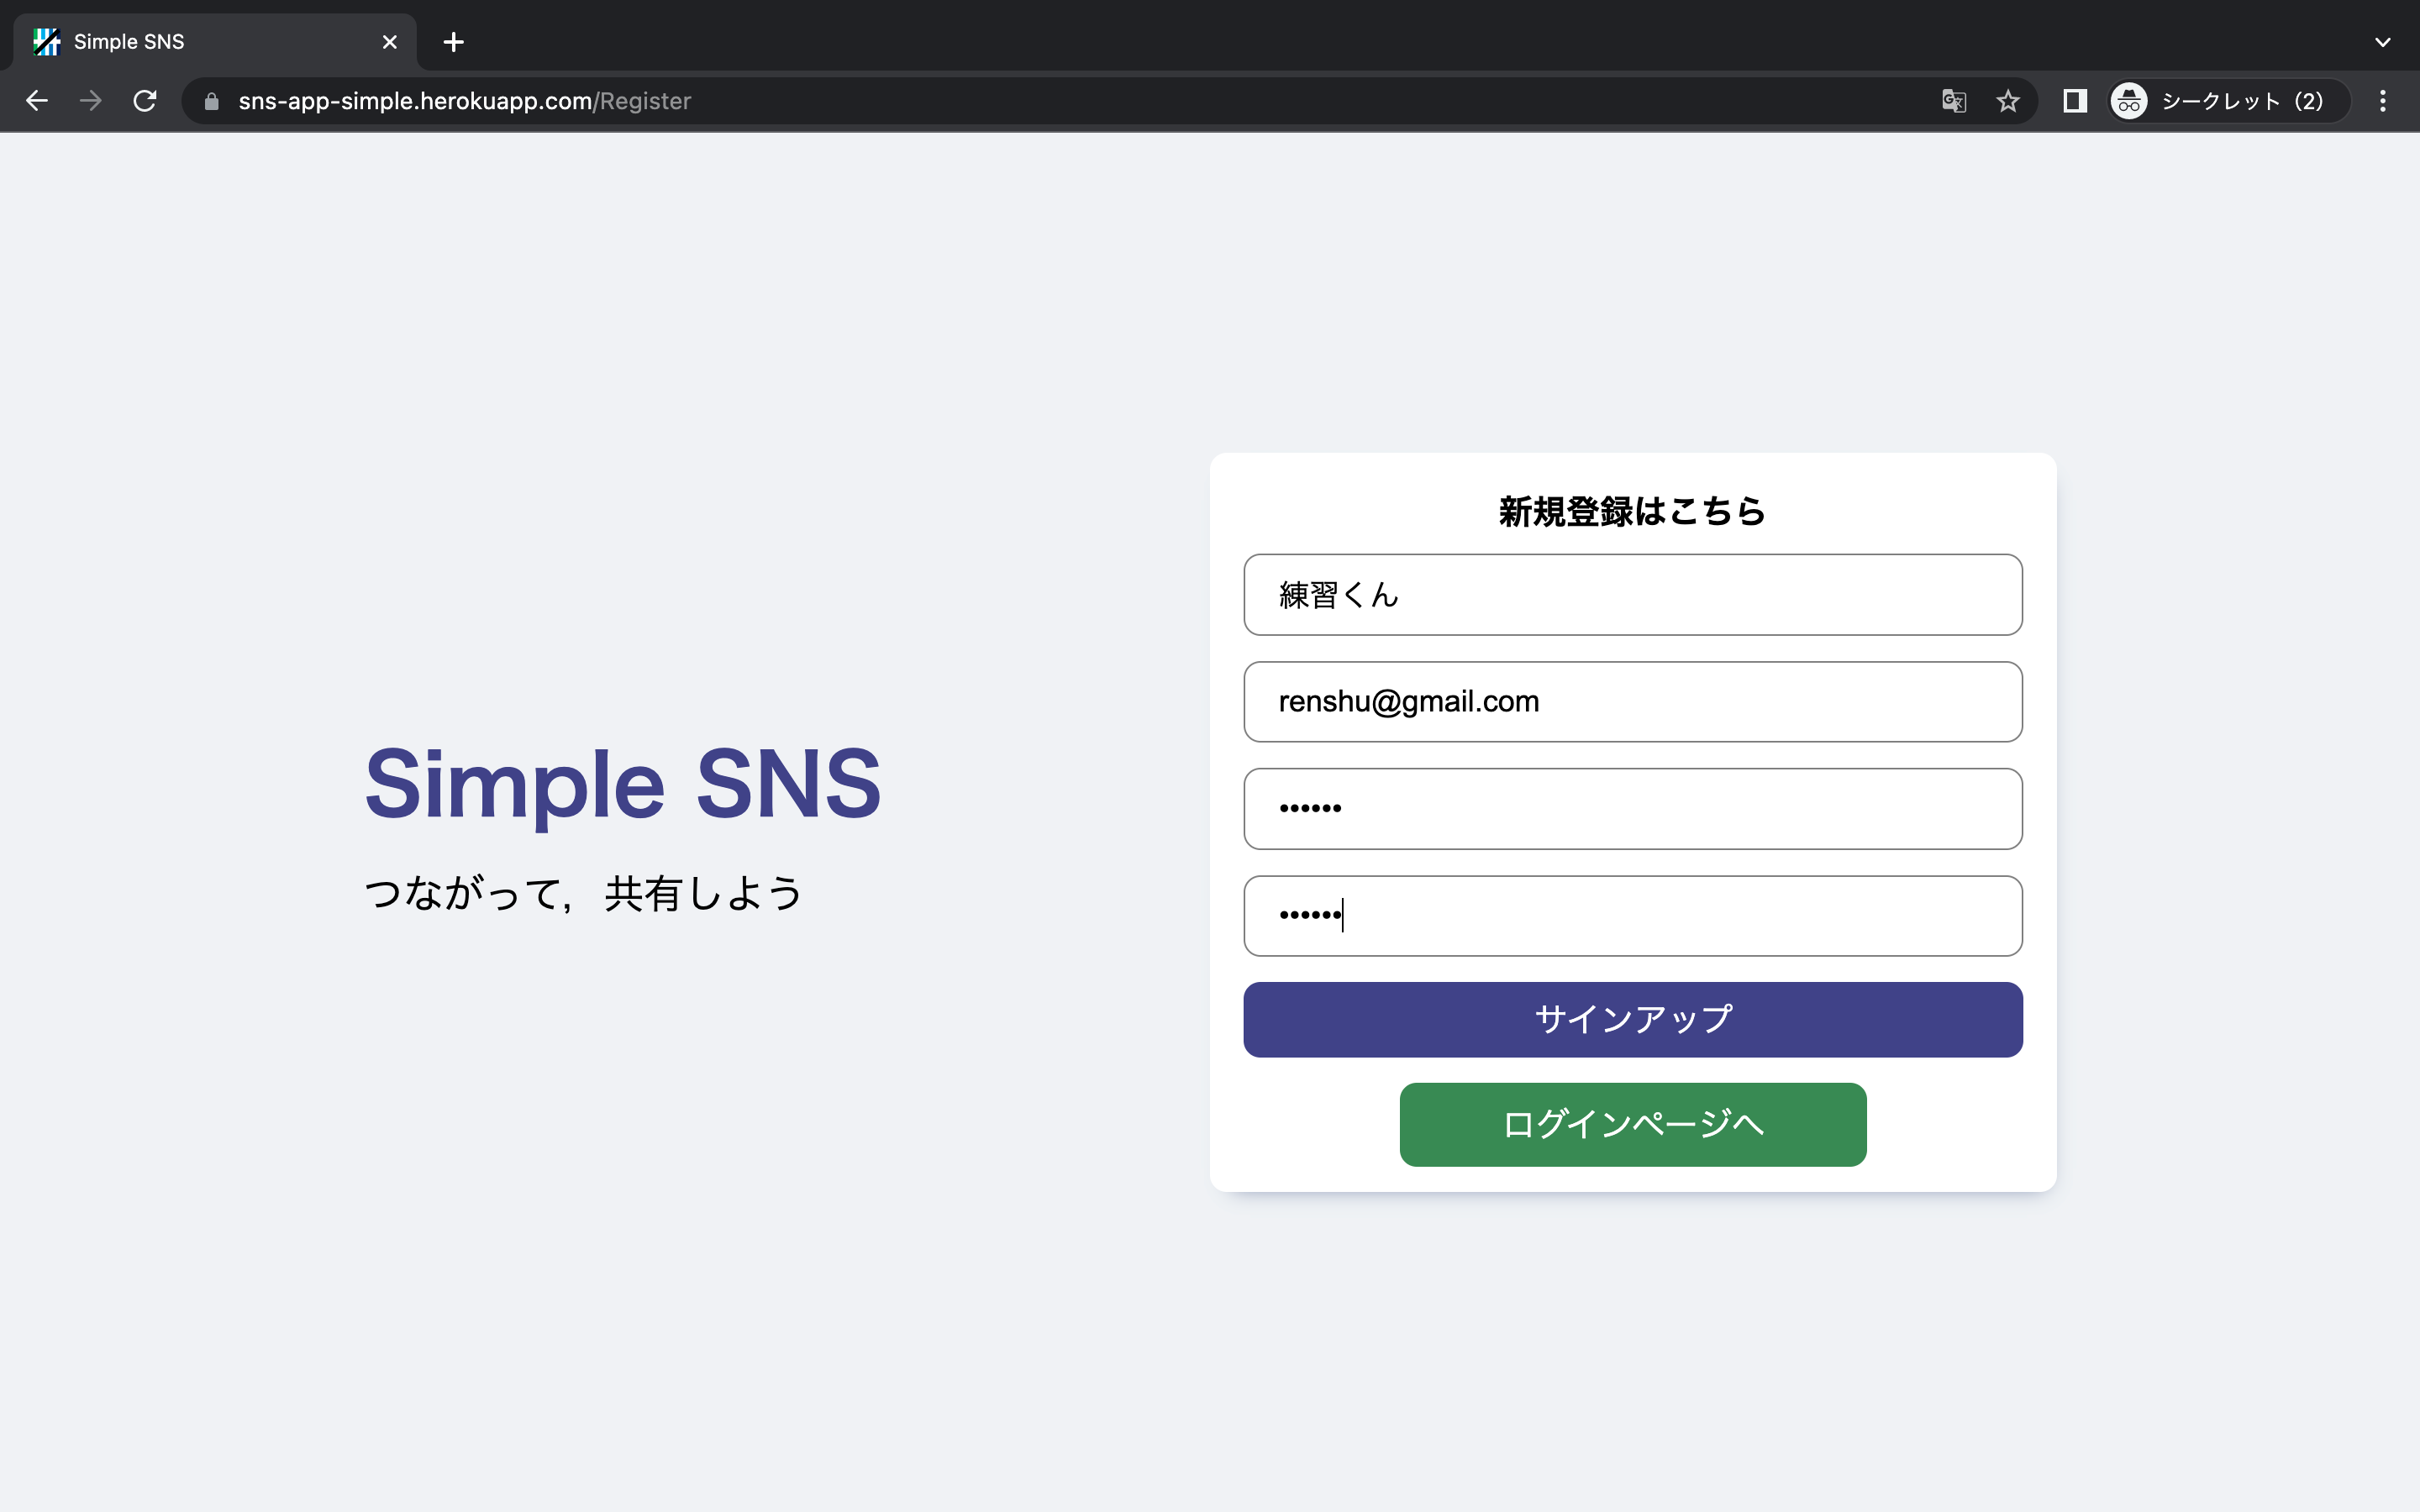 Simple SNS
sns-app-simple.herokuapp.com/Register
シークレット（2）
新規登録はこちら
練習くん
renshu@gmail.com
••••••
••••••
サインアップ
ログインページへ
Simple SNS
つながって，共有しよう